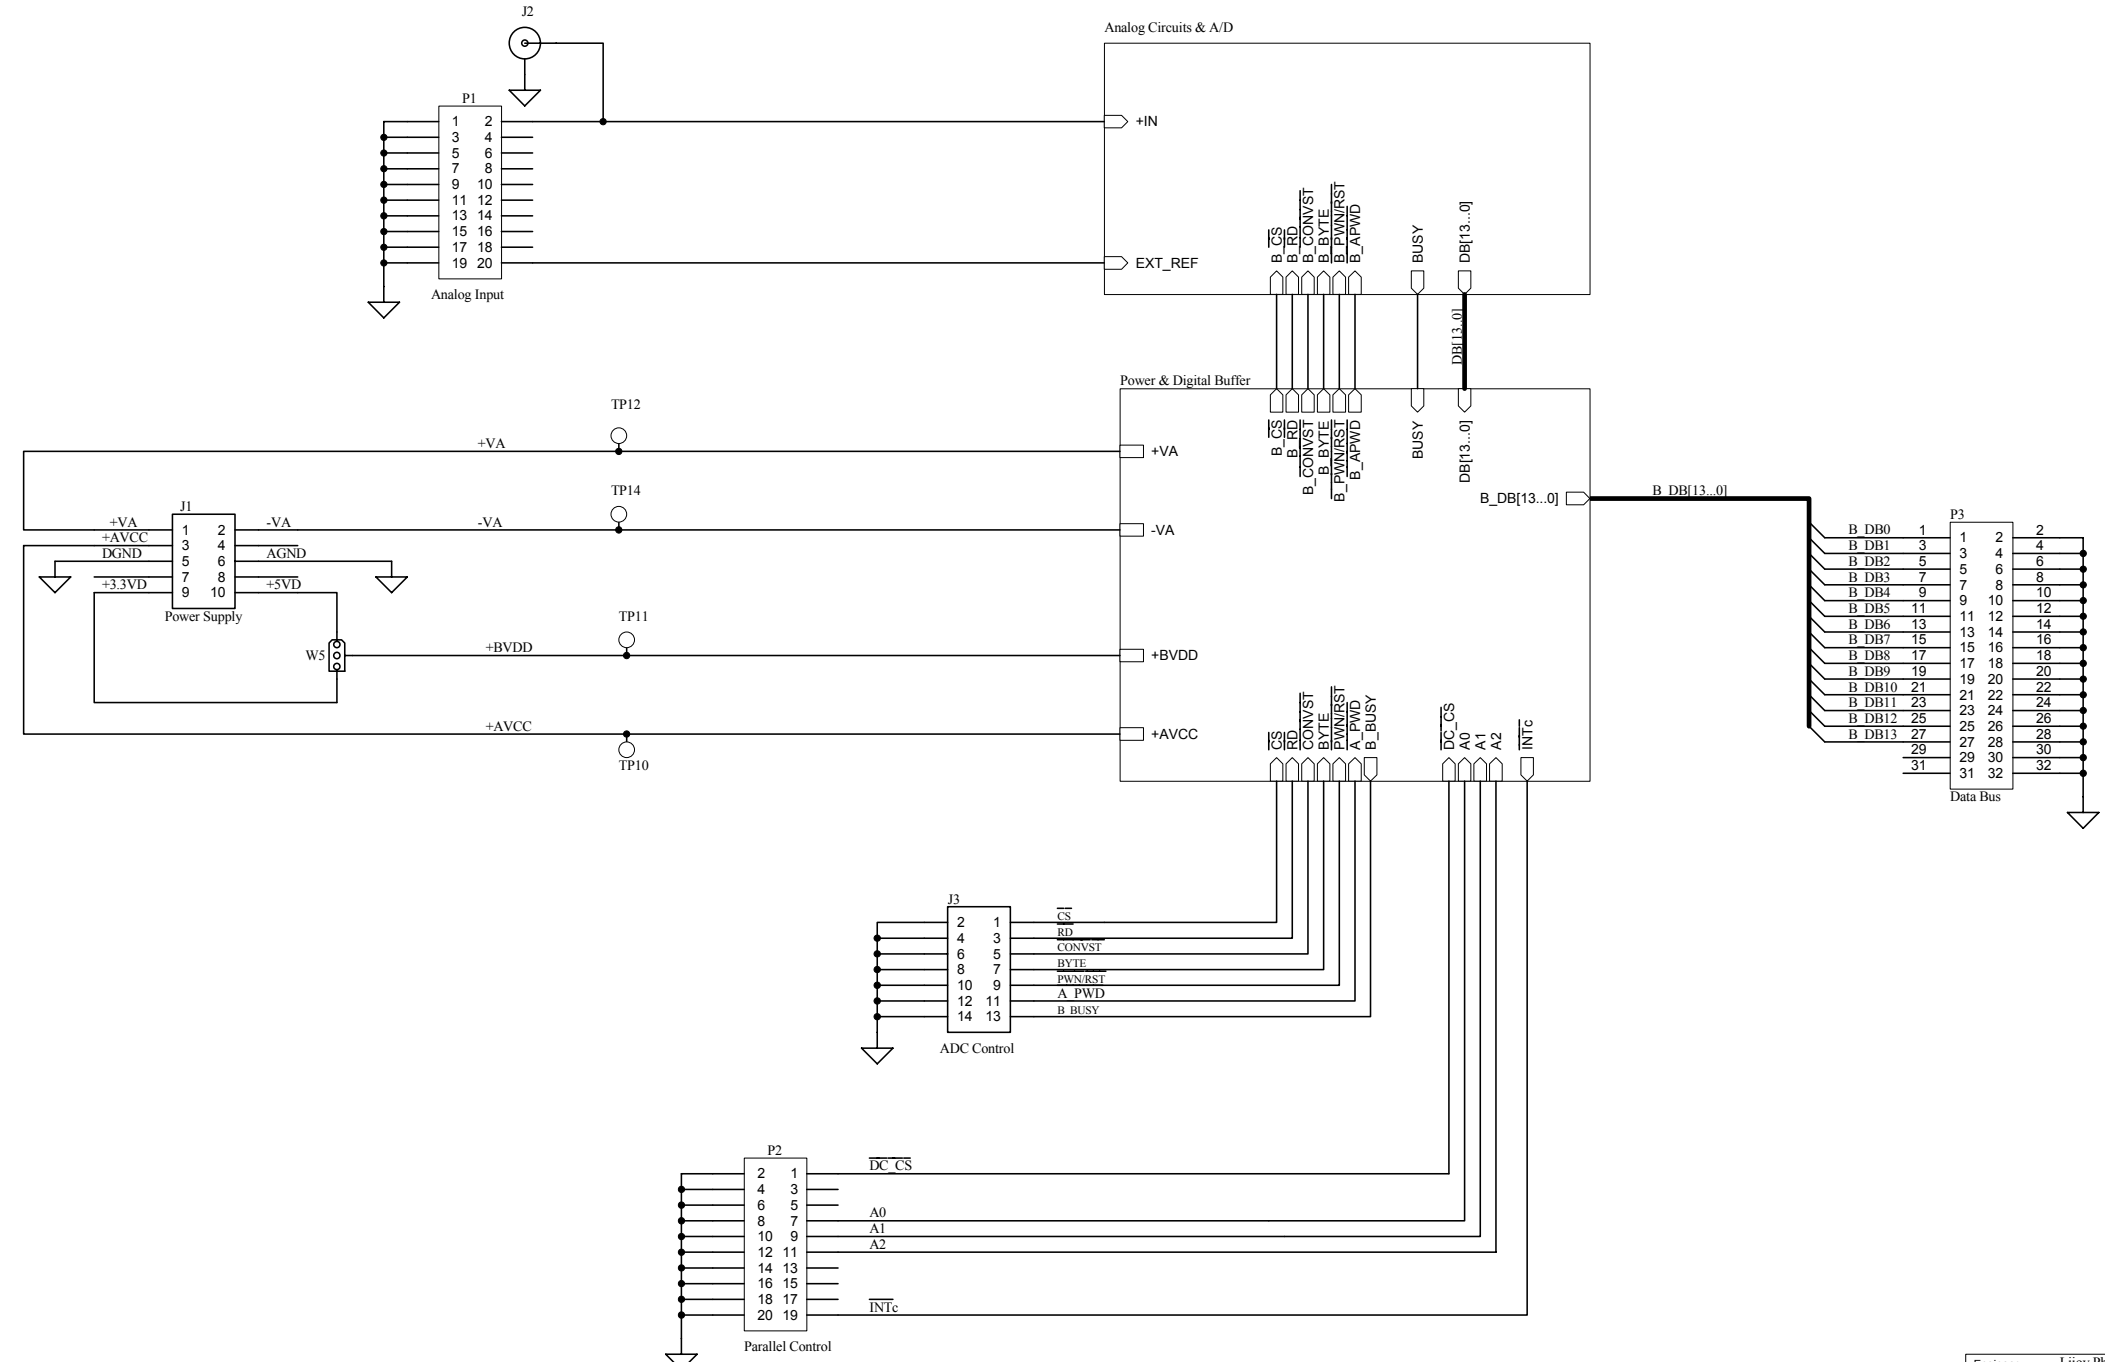 J2
Analog Circuits & A/D
P1
1 2
3 4
5 6
7 8
9 10
11 12
13 14
15 16
17 18
19 20
Analog Input
+IN
EXT_REF
B_CS
B_RD
B_CONVST
B_BYTE
B_PWN/RST
B_APWD
BUSY
DB[13...0]
DB[13...0]
Power & Digital Buffer
B_CS
B_RD
B_CONVST
B_BYTE
B_PWN/RST
B_APWD
BUSY
DB[13...0]
TP12
+VA
+VA
TP14
-VA
-VA
B_DB[13...0]
B_DB[13...0]
J1
+VA 1 2 -VA
+AVCC 3 4
DGND 5 6 AGND
7 8
+3.3VD 9 10 +5VD
Power Supply
W5
TP11
+BVDD
+BVDD
+AVCC
TP10
+AVCC
CS
RD
CONVST
BYTE
PWN/RST
A_PWD
B_BUSY
DC_CS
A0
A1
A2
INTc
P3
B_DB0 1 1 2 2
B_DB1 3 3 4 4
B_DB2 5 5 6 6
B_DB3 7 7 8 8
B_DB4 9 9 10 10
B_DB5 11 11 12 12
B_DB6 13 13 14 14
B_DB7 15 15 16 16
B_DB8 17 17 18 18
B_DB9 19 19 20 20
B_DB10 21 21 22 22
B_DB11 23 23 24 24
B_DB12 25 25 26 26
B_DB13 27 27 28 28
29 29 30 30
31 31 32 32
Data Bus
J3
2 1 CS
4 3 RD
6 5 CONVST
8 7 BYTE
10 9 PWN/RST
12 11 A_PWD
14 13 B_BUSY
ADC Control
P2
2 1 DC_CS
4 3
6 5
8 7 A0
10 9 A1
12 11 A2
14 13
16 15
18 17
20 19 INTc
Parallel Control